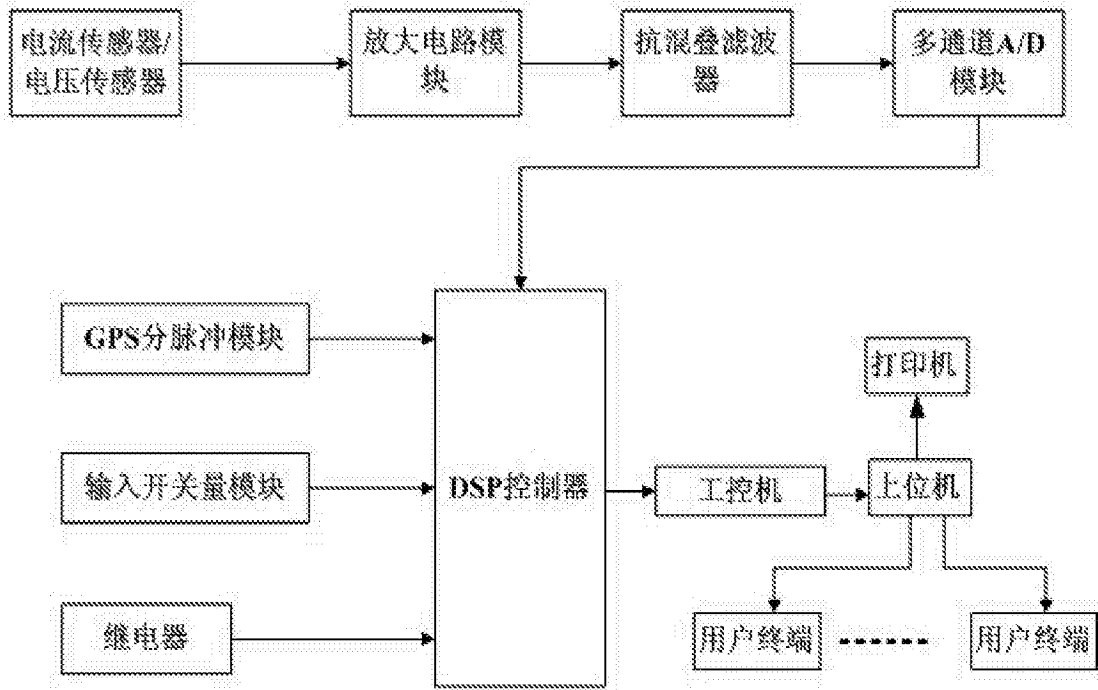 电流传感器/
电压传感器
放大电路模
块
抗混叠滤波
器
多通道A/D
模块
GPS分脉冲模块
打印机
输入开关量模块
DSP控制器
工控机
上位机
继电器
用户终端
用户终端